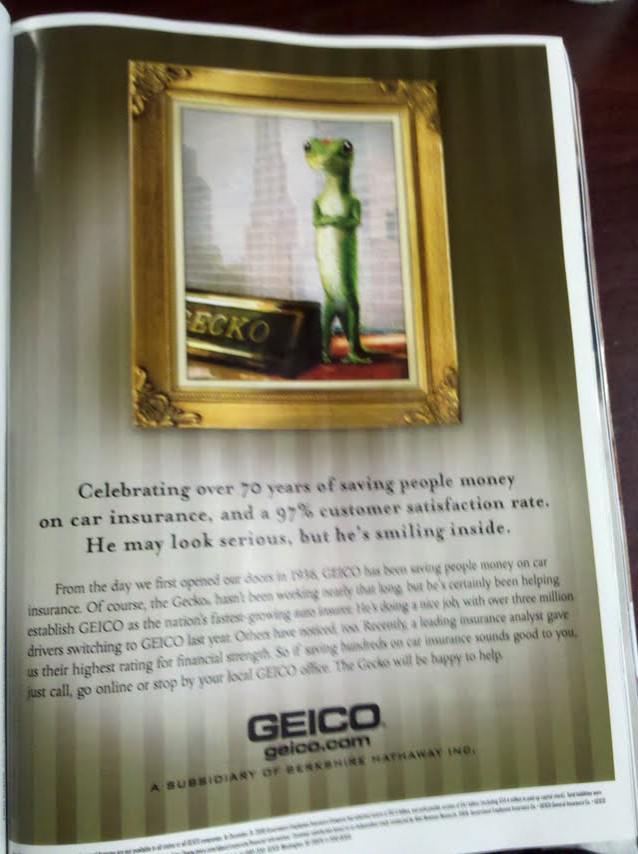 GECKO
Celebrating over 70 years of saving people money
on car insurance, and a 97% customer satisfaction rate.
He may look serious, but he's smiling inside.
From the day we first opened our doors in 1936, GEICO has been saving people money on car
insurance. Of course, the Gecko, hasn't been working nearly that long, but he's certainly been helping
establish GEICO as the nation's fastest-growing auto insurer. He's doing a nice job, with over three million
drivers switching to GEICO last year. Others have noticed, too. Recently, a leading insurance analyst gave
us their highest rating for financial strength. So if saving hundreds on car insurance sounds good to you,
just call, go online or stop by your local GEICO office. The Gecko will be happy to help.
GEICO
geico.com
A SUBSIDIARY OF BERKSHIRE HATHAWAY INC.